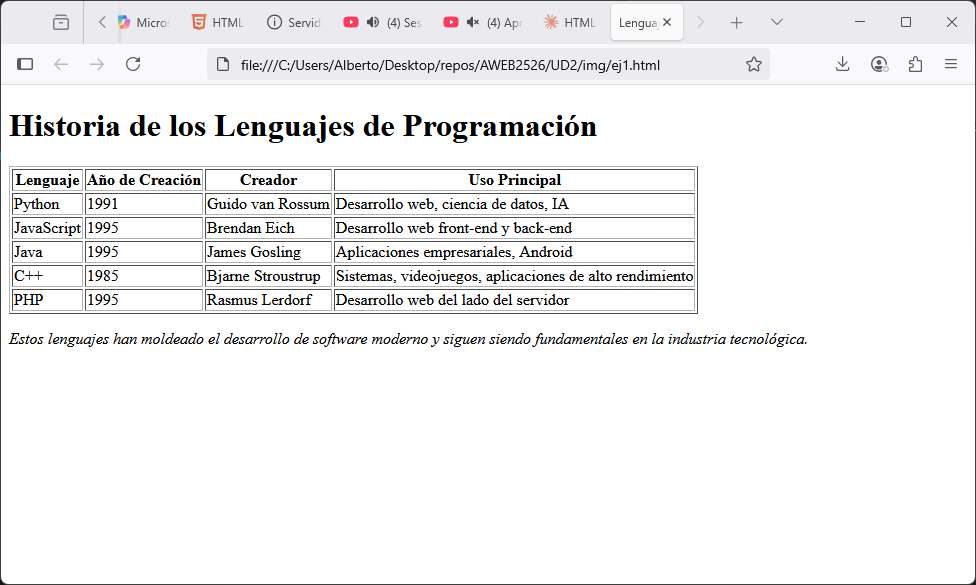 Micros
HTML
Servid
(4) Ses
(4) Apr
HTML
Lengua
file:///C:/Users/Alberto/Desktop/repos/AWEB2526/UD2/img/ej1.html
Historia de los Lenguajes de Programación
Lenguaje Año de Creación Creador Uso Principal
Python 1991 Guido van Rossum Desarrollo web, ciencia de datos, IA
JavaScript 1995 Brendan Eich Desarrollo web front-end y back-end
Java 1995 James Gosling Aplicaciones empresariales, Android
C++ 1985 Bjarne Stroustrup Sistemas, videojuegos, aplicaciones de alto rendimiento
PHP 1995 Rasmus Lerdorf Desarrollo web del lado del servidor
Estos lenguajes han moldeado el desarrollo de software moderno y siguen siendo fundamentales en la industria tecnológica.